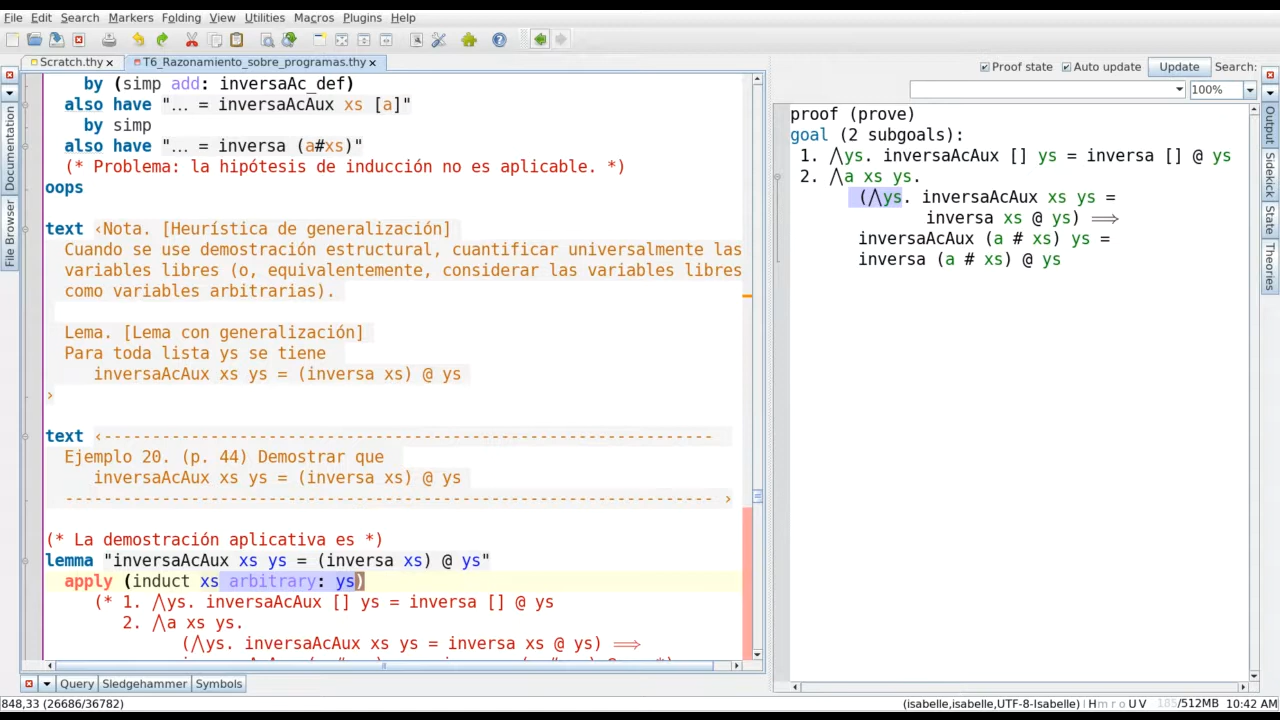 File Edit Search Markers Folding View Utilities Macros Plugins Help
Scratch.thy
T6_Razonamiento_sobre_programas.thy
Proof state
Auto update
Update
Search:
100%
Documentation
File Browser
by (simp add: inversaAc_def)
also have "... = inversaAcAux xs [a]"
by simp
also have "... = inversa (a#xs)"
(* Problema: la hipótesis de inducción no es aplicable. *)
oops
text ‹Nota. [Heurística de generalización]
Cuando se use demostración estructural, cuantificar universalmente las
variables libres (o, equivalentemente, considerar las variables libres
como variables arbitrarias).
Lema. [Lema con generalización]
Para toda lista ys se tiene
inversaAcAux xs ys = (inversa xs) @ ys
›
text ‹----------------------------------------------------------------
Ejemplo 20. (p. 44) Demostrar que
inversaAcAux xs ys = (inversa xs) @ ys
------------------------------------------------------------------- ›
(* La demostración aplicativa es *)
lemma "inversaAcAux xs ys = (inversa xs) @ ys"
apply (induct xs arbitrary: ys)
(* 1. ⋀ys. inversaAcAux [] ys = inversa [] @ ys
2. ⋀a xs ys.
(⋀ys. inversaAcAux xs ys = inversa xs @ ys) ⟹
proof (prove)
goal (2 subgoals):
1. ⋀ys. inversaAcAux [] ys = inversa [] @ ys
2. ⋀a xs ys.
(⋀ys. inversaAcAux xs ys =
inversa xs @ ys) ⟹
inversaAcAux (a # xs) ys =
inversa (a # xs) @ ys
Output
Sidekick
State
Theories
Query Sledgehammer Symbols
848,33 (26686/36782)
(isabelle,isabelle,UTF-8-Isabelle) H m r o U V 185/512MB 10:42 AM